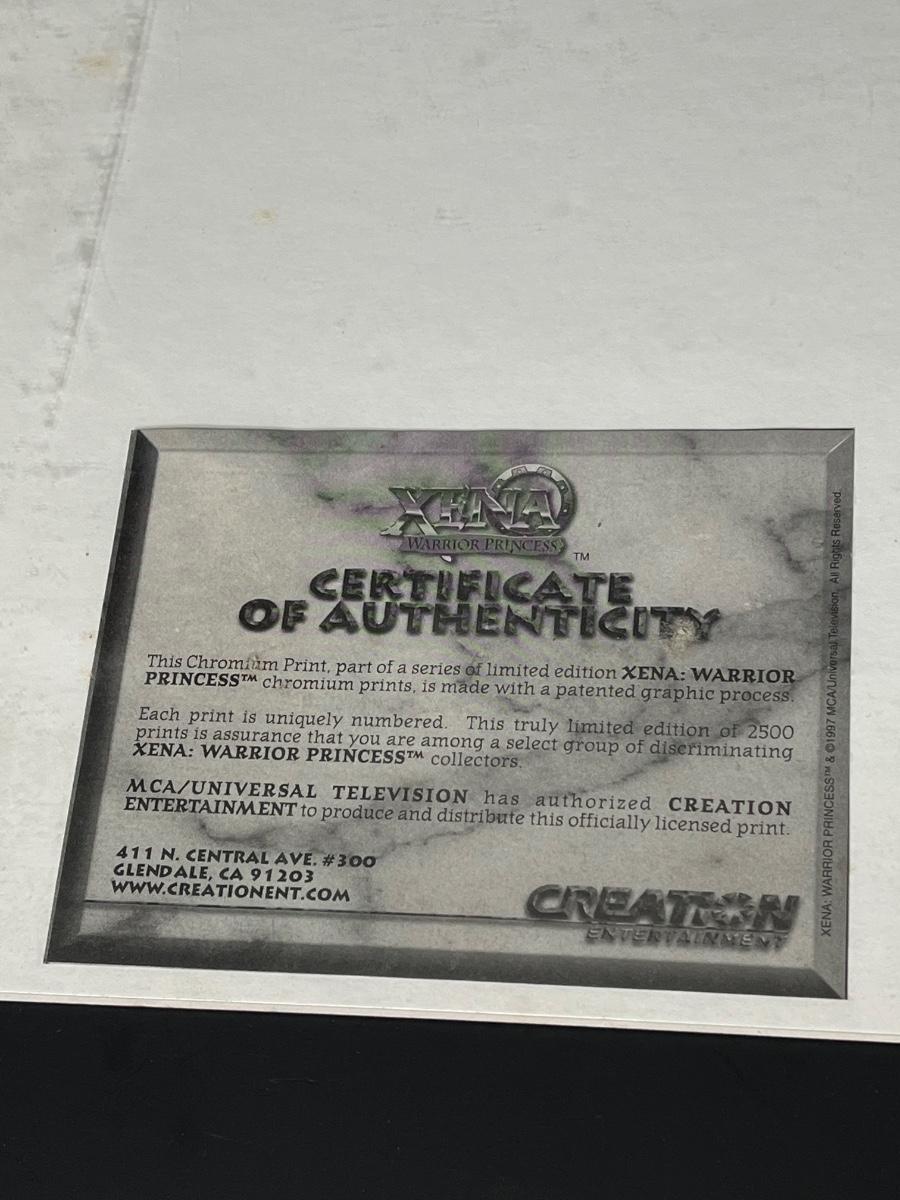 XENA
WARRIOR PRINCESS
TM
CERTIFICATE
OF AUTHENTICITY
This Chromium Print, part of a series of limited edition XENA: WARRIOR
PRINCESS™ chromium prints, is made with a patented graphic process.
Each print is uniquely numbered. This truly limited edition of 2500
prints is assurance that you are among a select group of discriminating
XENA: WARRIOR PRINCESS™ collectors.
MCA/UNIVERSAL TELEVISION has authorized CREATION
ENTERTAINMENT to produce and distribute this officially licensed print.
411 N. CENTRAL AVE. #300
GLENDALE, CA 91203
WWW.CREATIONENT.COM
CREATION
ENTERTAINMENT
XENA: WARRIOR PRINCESS™ & ©1997 MCA/Universal Television. All Rights Reserved.